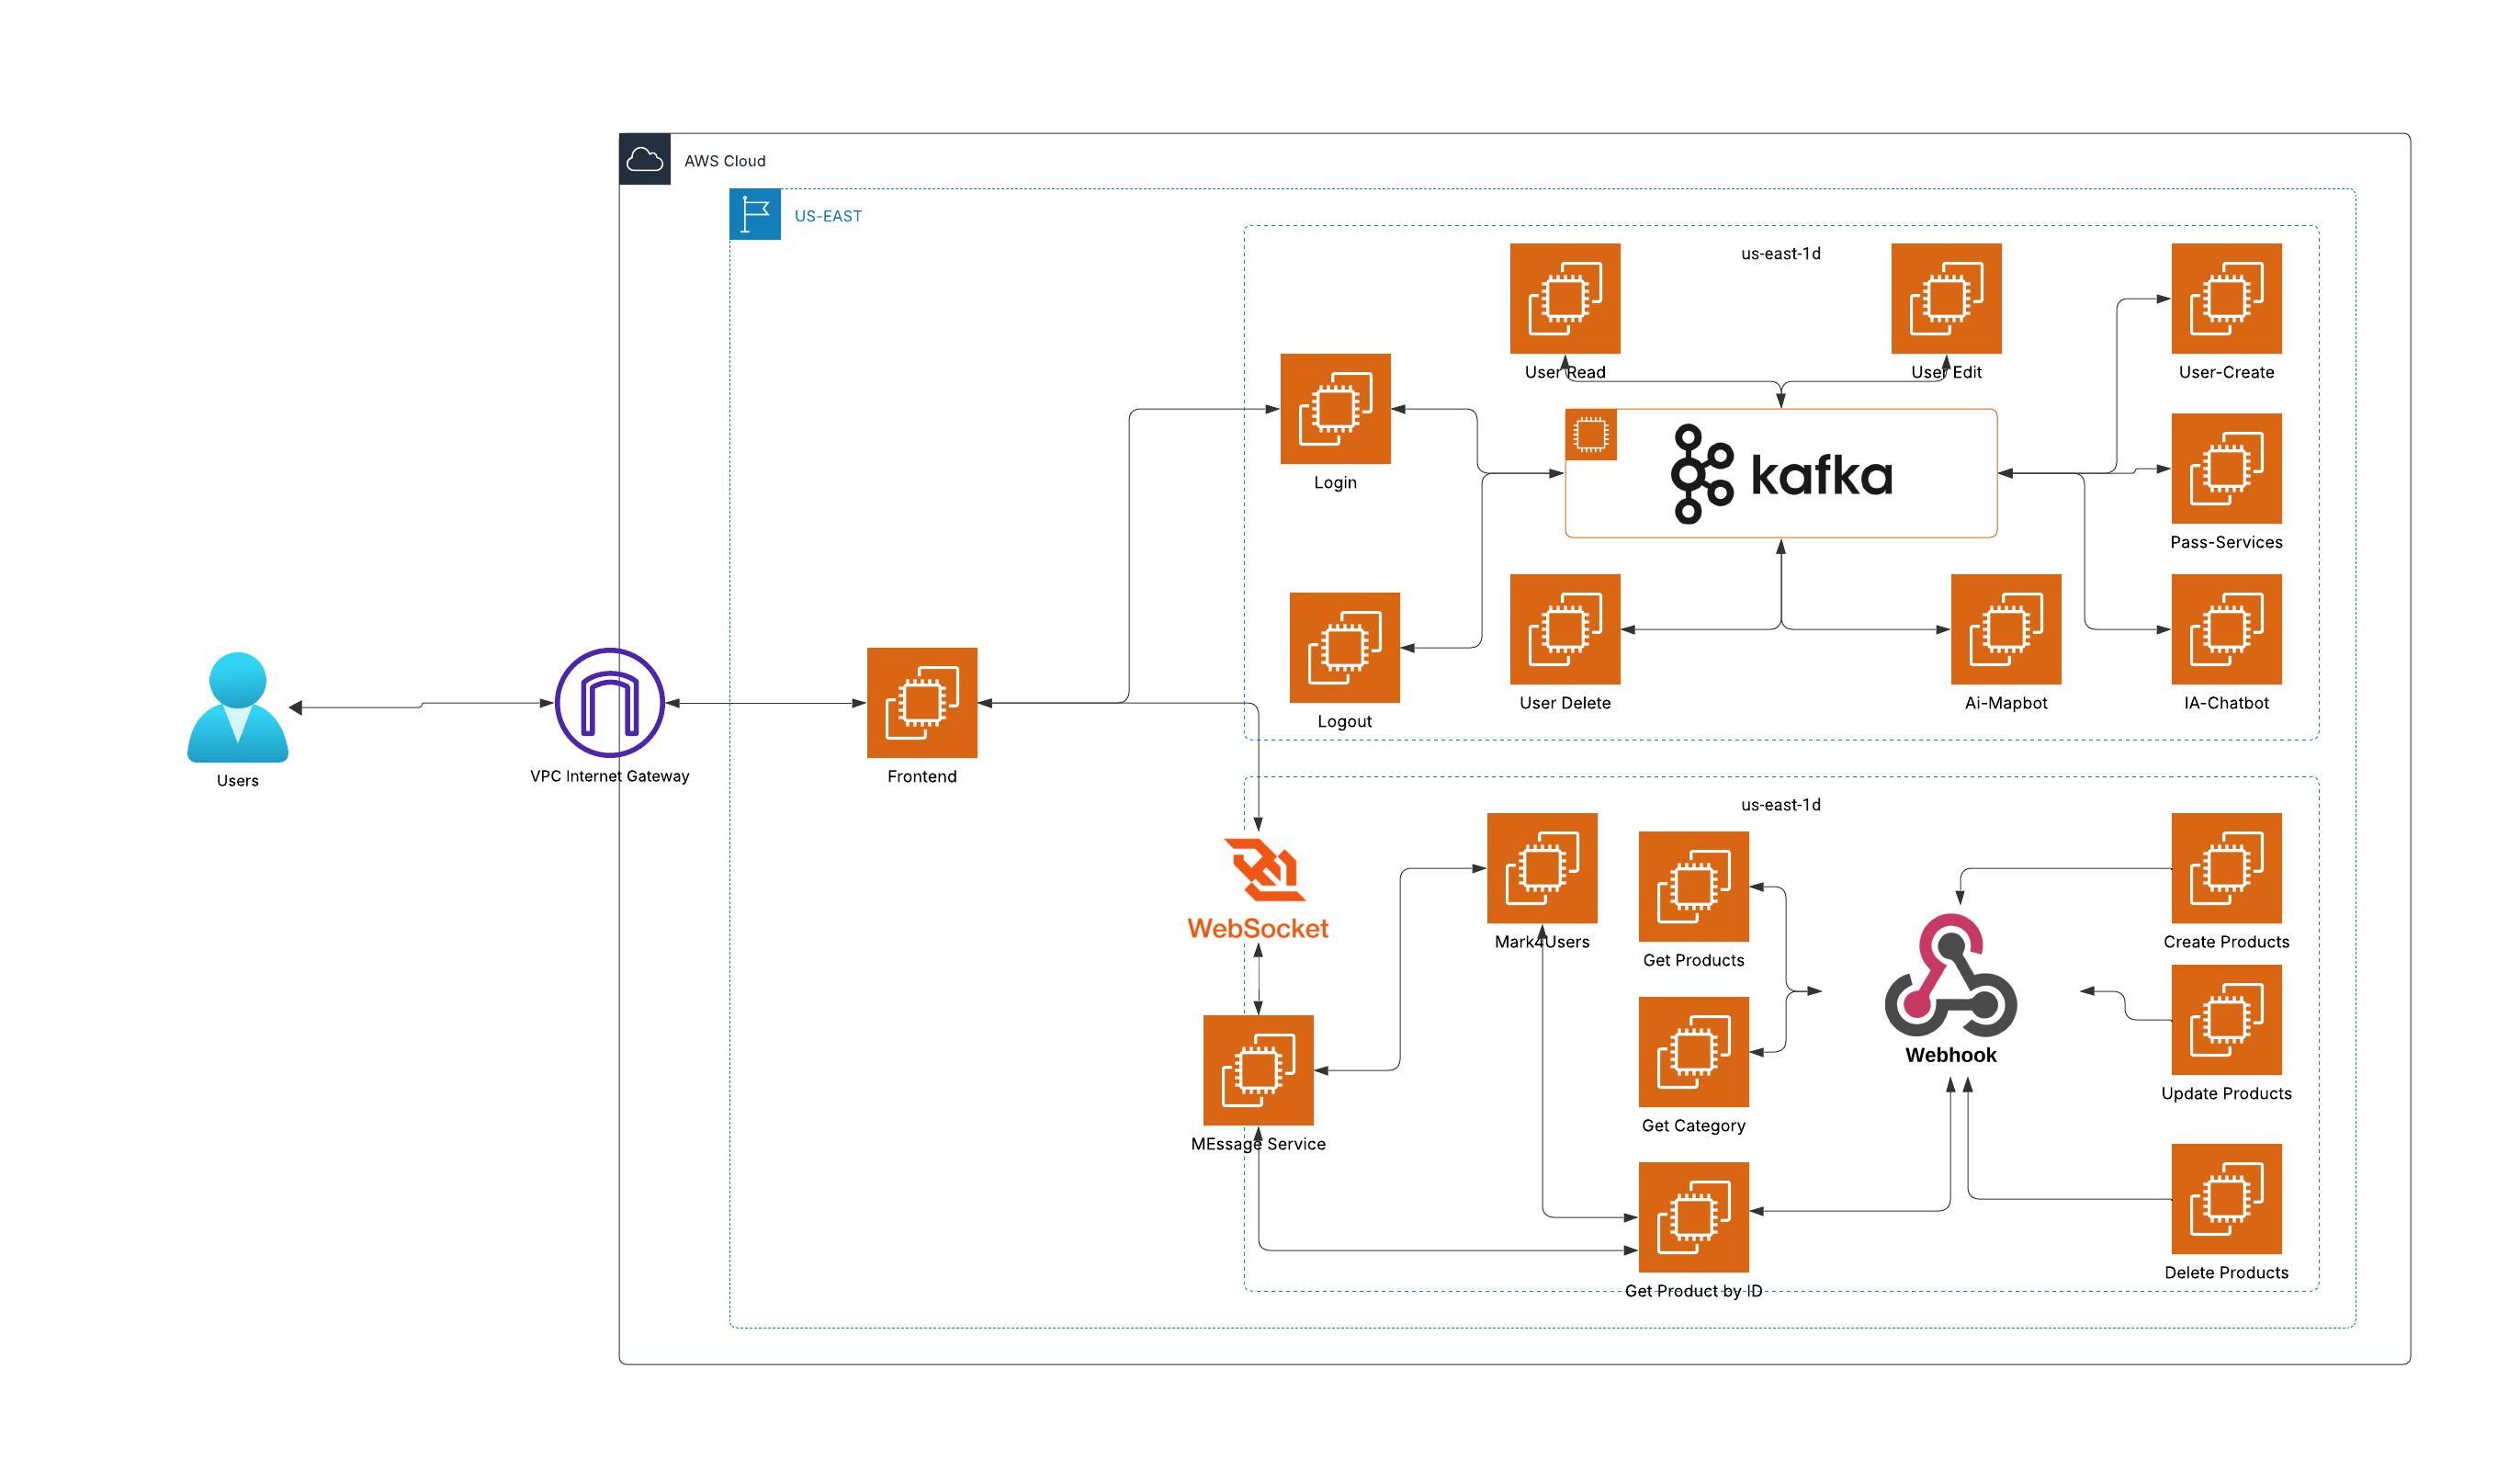 AWS Cloud
US-EAST
us-east-1d
User Read
User Edit
User-Create
Login
kafka
Pass-Services
Logout
User Delete
Ai-Mapbot
IA-Chatbot
Users
VPC Internet Gateway
Frontend
us-east-1d
WebSocket
Mark4Users
Get Products
Create Products
Webhook
Update Products
MEssage Service
Get Category
Get Product by ID
Delete Products